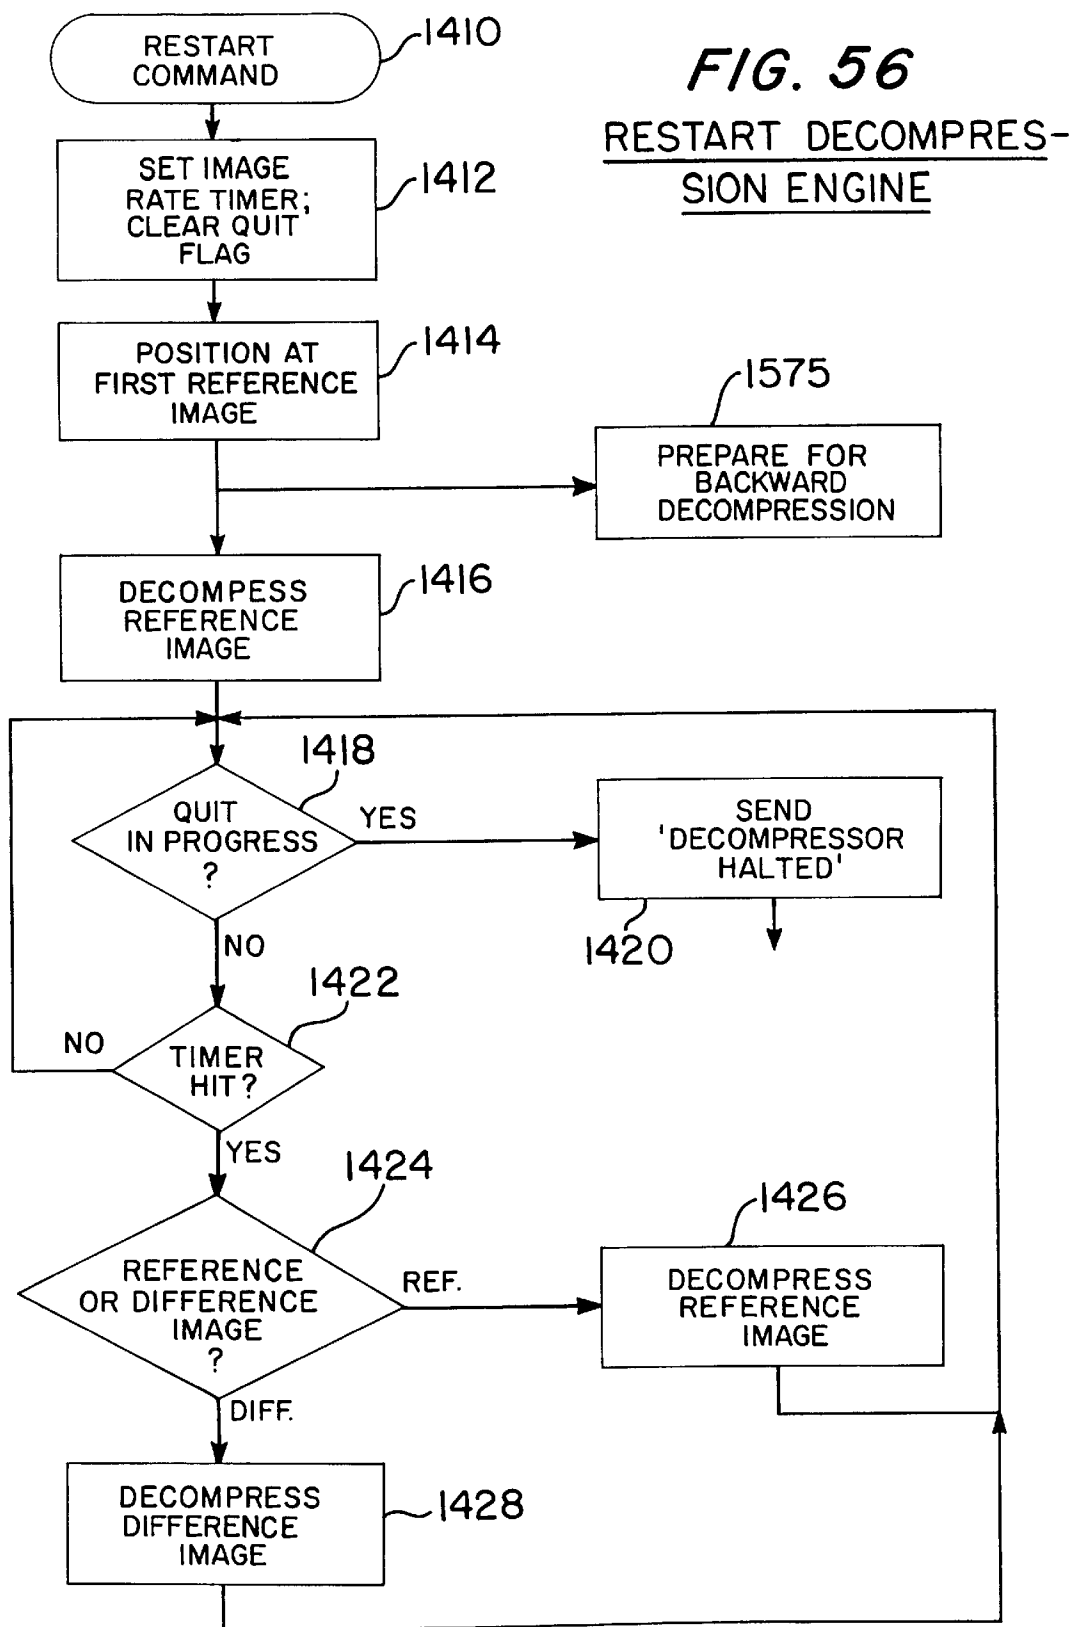 RESTART
COMMAND
1410
FIG. 56
RESTART DECOMPRES-
SION ENGINE
SET IMAGE
RATE TIMER;
CLEAR QUIT
FLAG
1412
POSITION AT
FIRST REFERENCE
IMAGE
1414
1575
PREPARE FOR
BACKWARD
DECOMPRESSION
DECOMPESS
REFERENCE
IMAGE
1416
1418
QUIT
IN PROGRESS
?
YES
SEND
'DECOMPRESSOR
HALTED'
1420
NO
1422
NO
TIMER
HIT?
YES
1424
REFERENCE
OR DIFFERENCE
IMAGE
?
REF.
1426
DECOMPRESS
REFERENCE
IMAGE
DIFF.
DECOMPRESS
DIFFERENCE
IMAGE
1428